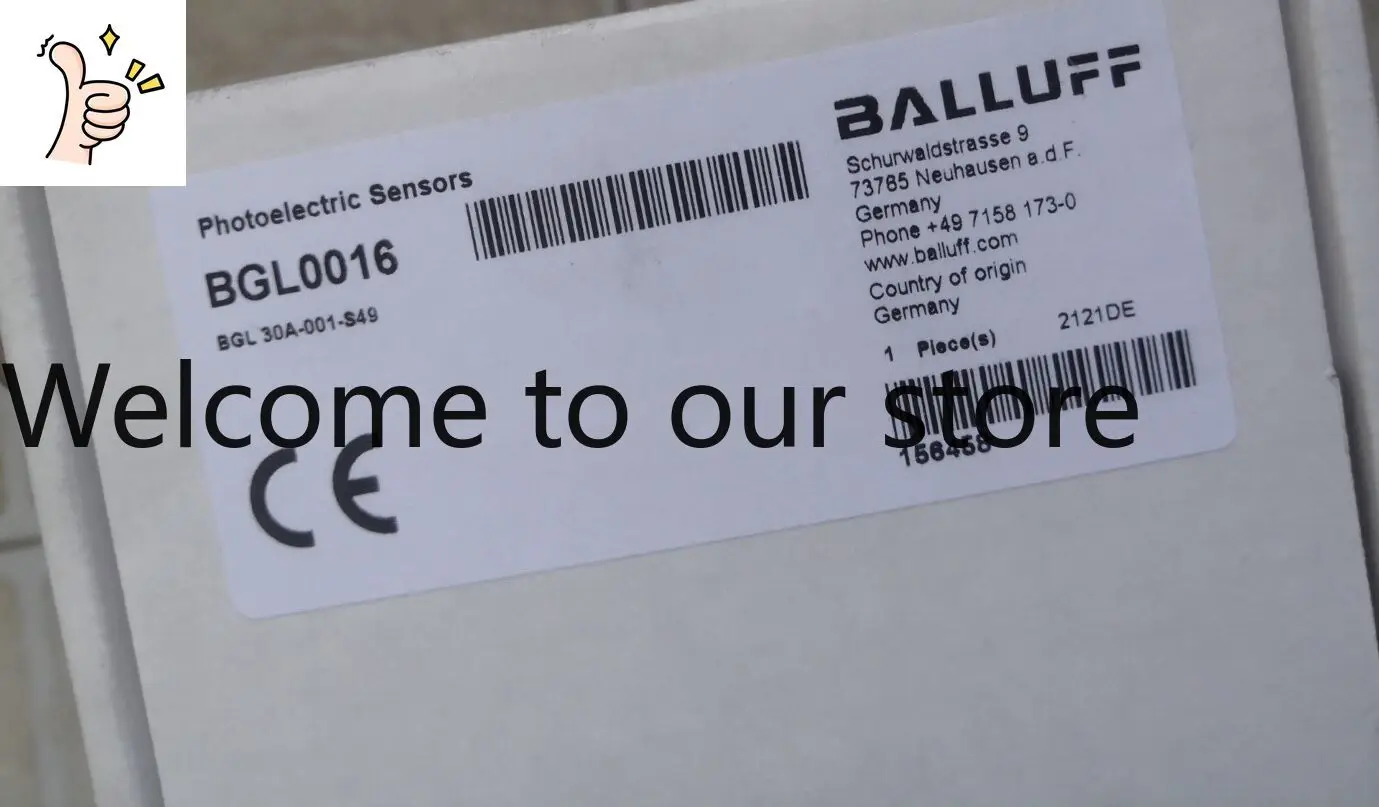 Photoelectric Sensors
BGL0016
BGL 30A-001-S49
BALLUFF
Schurwaldstrasse 9
73765 Neuhausen a.d.F.
Germany
Phone +49 7158 173-0
www.balluff.com
Country of origin
Germany
1 Piece(s) 2121DE
Welcome to our store
CE